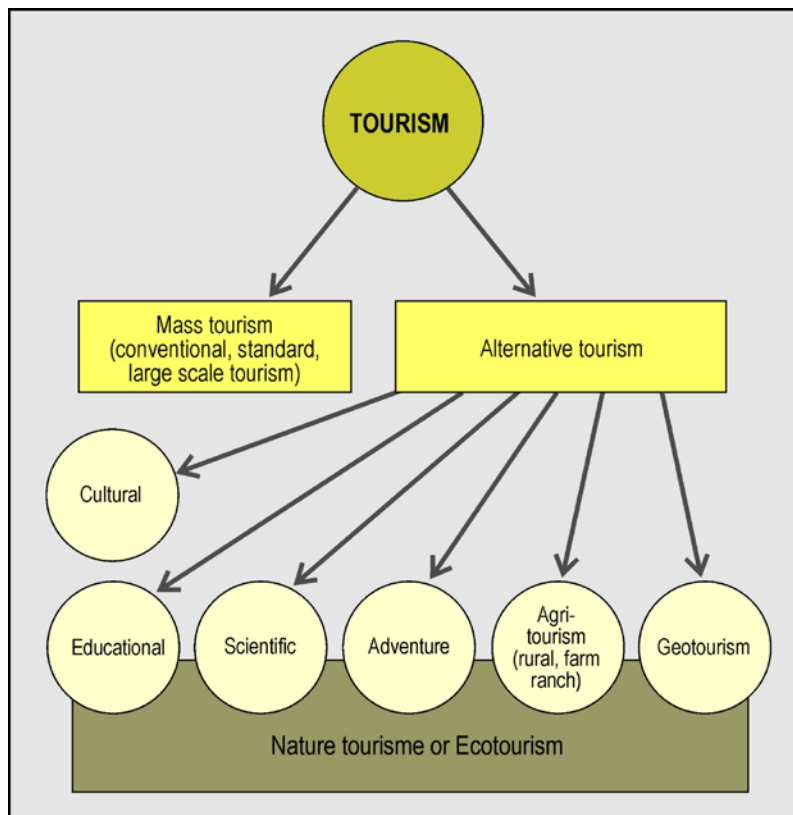 TOURISM
Mass tourism
(conventional, standard,
large scale tourism)
Alternative tourism
Cultural
Educational
Scientific
Adventure
Agri-
tourism
(rural, farm
ranch)
Geotourism
Nature tourisme or Ecotourism